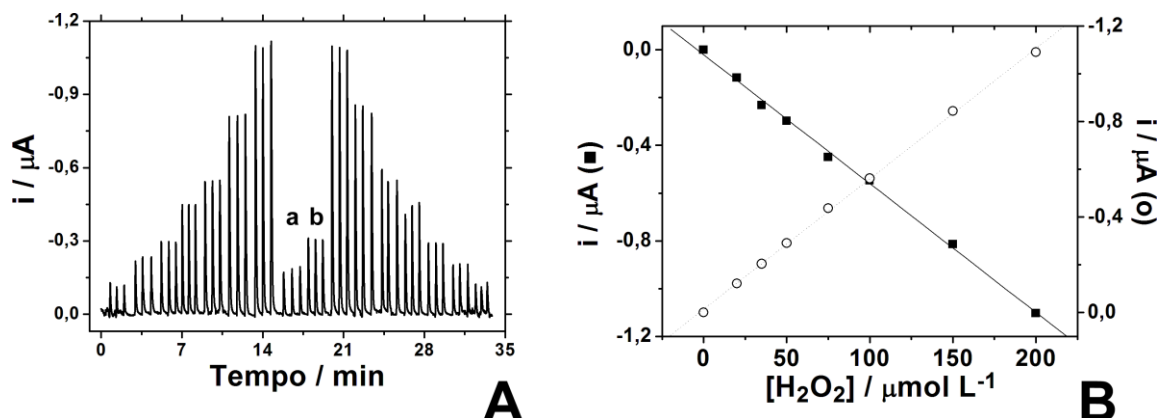 -1,2
-0,9
-0,6
-0,3
0,0
i / μA
a b
0 7 14 21 28 35
Tempo / min
A
0,0
-0,4
-0,8
-1,2
i / μA (■)
-1,2
-0,8
-0,4
0,0
i / μA (o)
0 50 100 150 200
[H₂O₂] / μmol L⁻¹
B